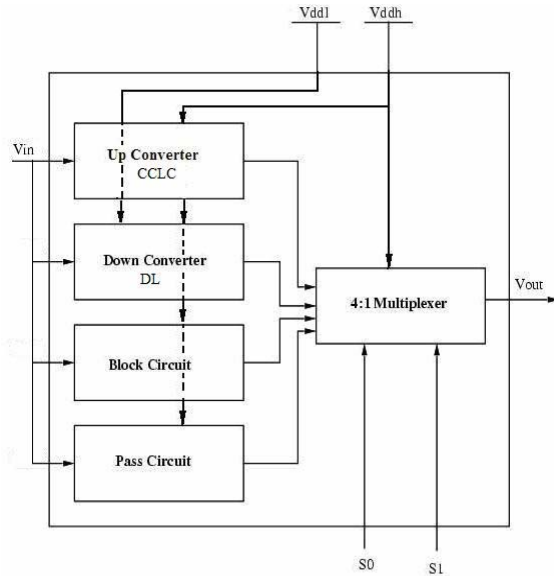 Vddl
Vddh
Vin
Up Converter
CCLC
Down Converter
DL
4:1 Multiplexer
Vout
Block Circuit
Pass Circuit
S0
S1